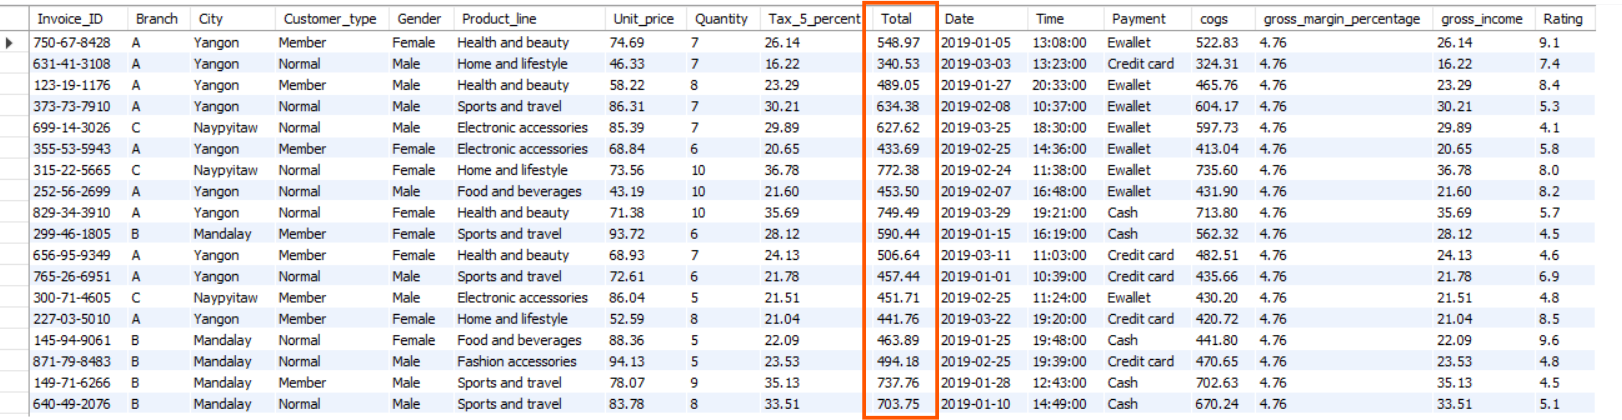 Invoice_ID Branch City Customer_type Gender Product_line Unit_price Quantity Tax_5_percent Total Date Time Payment cogs gross_margin_percentage gross_income Rating
750-67-8428 A Yangon Member Female Health and beauty 74.69 7 26.14 548.97 2019-01-05 13:08:00 Ewallet 522.83 4.76 26.14 9.1
631-41-3108 A Yangon Normal Male Home and lifestyle 46.33 7 16.22 340.53 2019-03-03 13:23:00 Credit card 324.31 4.76 16.22 7.4
123-19-1176 A Yangon Member Male Health and beauty 58.22 8 23.29 489.05 2019-01-27 20:33:00 Ewallet 465.76 4.76 23.29 8.4
373-73-7910 A Yangon Normal Male Sports and travel 86.31 7 30.21 634.38 2019-02-08 10:37:00 Ewallet 604.17 4.76 30.21 5.3
699-14-3026 C Naypyitaw Normal Male Electronic accessories 85.39 7 29.89 627.62 2019-03-25 18:30:00 Ewallet 597.73 4.76 29.89 4.1
355-53-5943 A Yangon Member Female Electronic accessories 68.84 6 20.65 433.69 2019-02-25 14:36:00 Ewallet 413.04 4.76 20.65 5.8
315-22-5665 C Naypyitaw Normal Female Home and lifestyle 73.56 10 36.78 772.38 2019-02-24 11:38:00 Ewallet 735.60 4.76 36.78 8.0
252-56-2699 A Yangon Normal Male Food and beverages 43.19 10 21.60 453.50 2019-02-07 16:48:00 Ewallet 431.90 4.76 21.60 8.2
829-34-3910 A Yangon Normal Female Health and beauty 71.38 10 35.69 749.49 2019-03-29 19:21:00 Cash 713.80 4.76 35.69 5.7
299-46-1805 B Mandalay Member Female Sports and travel 93.72 6 28.12 590.44 2019-01-15 16:19:00 Cash 562.32 4.76 28.12 4.5
656-95-9349 A Yangon Member Female Health and beauty 68.93 7 24.13 506.64 2019-03-11 11:03:00 Credit card 482.51 4.76 24.13 4.6
765-26-6951 A Yangon Normal Male Sports and travel 72.61 6 21.78 457.44 2019-01-01 10:39:00 Credit card 435.66 4.76 21.78 6.9
300-71-4605 C Naypyitaw Member Male Electronic accessories 86.04 5 21.51 451.71 2019-02-25 11:24:00 Ewallet 430.20 4.76 21.51 4.8
227-03-5010 A Yangon Member Female Home and lifestyle 52.59 8 21.04 441.76 2019-03-22 19:20:00 Credit card 420.72 4.76 21.04 8.5
145-94-9061 B Mandalay Normal Female Food and beverages 88.36 5 22.09 463.89 2019-01-25 19:48:00 Cash 441.80 4.76 22.09 9.6
871-79-8483 B Mandalay Normal Male Fashion accessories 94.13 5 23.53 494.18 2019-02-25 19:39:00 Credit card 470.65 4.76 23.53 4.8
149-71-6266 B Mandalay Member Male Sports and travel 78.07 9 35.13 737.76 2019-01-28 12:43:00 Cash 702.63 4.76 35.13 4.5
640-49-2076 B Mandalay Normal Male Sports and travel 83.78 8 33.51 703.75 2019-01-10 14:49:00 Cash 670.24 4.76 33.51 5.1